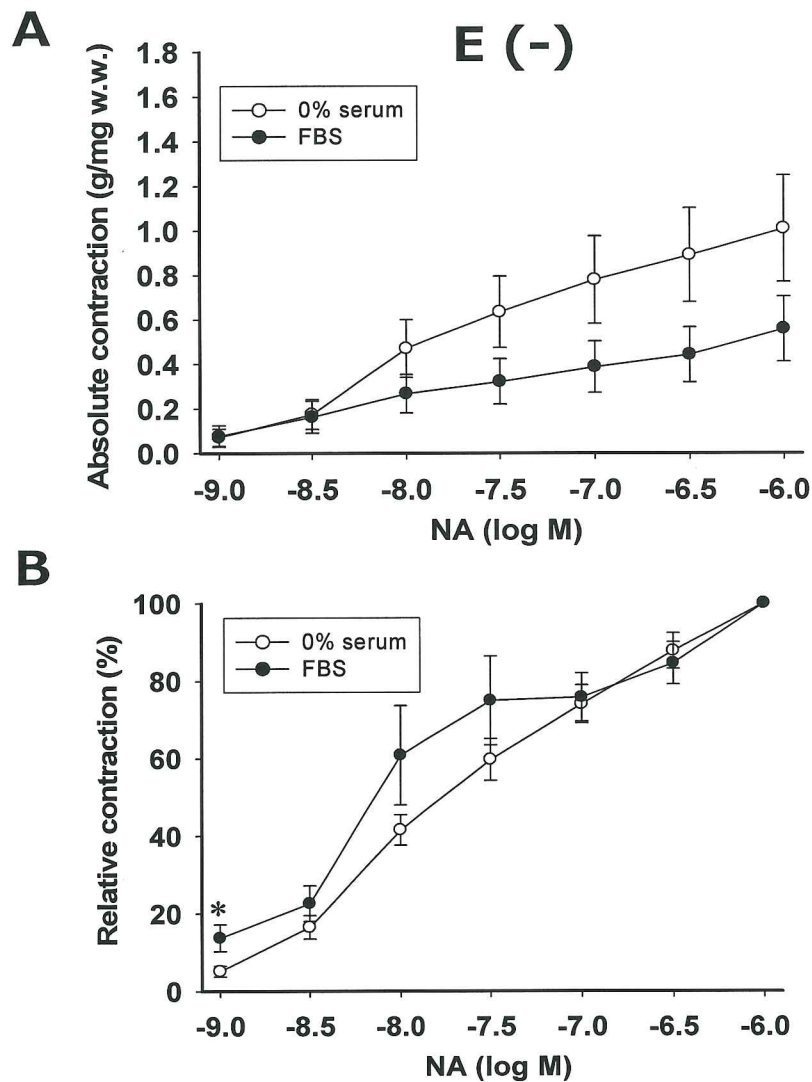 A
E (-)
Absolute contraction (g/mg w.w.)
1.8
1.6
1.4
1.2
1.0
0.8
0.6
0.4
0.2
0.0
0% serum
FBS
-9.0 -8.5 -8.0 -7.5 -7.0 -6.5 -6.0
NA (log M)
B
Relative contraction (%)
100
80
60
40
20
0
0% serum
FBS
*
-9.0 -8.5 -8.0 -7.5 -7.0 -6.5 -6.0
NA (log M)